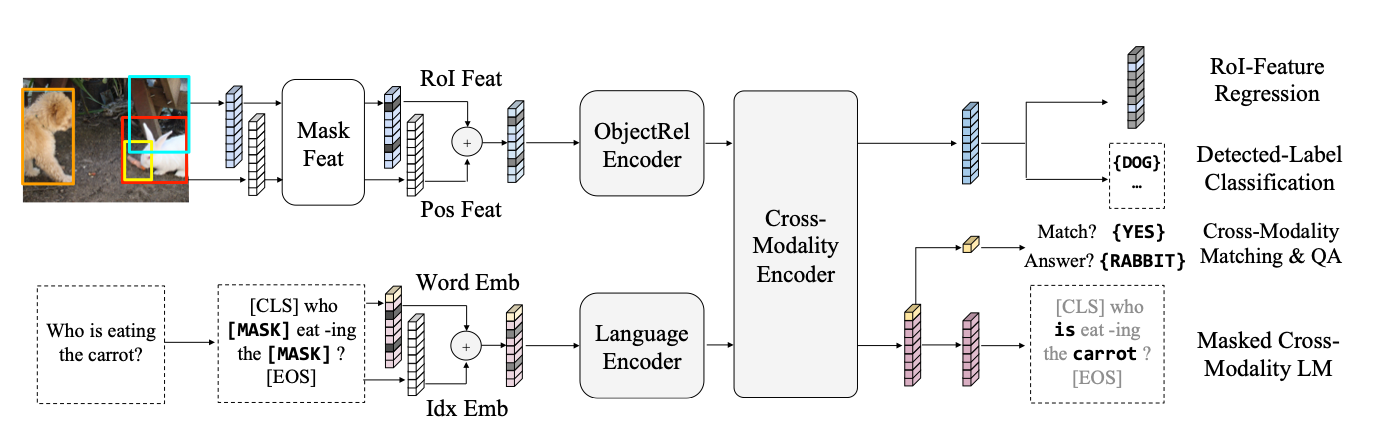 RoI Feat
Mask
Feat
+
Pos Feat
ObjectRel
Encoder
Cross-
Modality
Encoder
RoI-Feature
Regression
{DOG}
…
Detected-Label
Classification
Match? {YES}
Answer? {RABBIT}
Cross-Modality
Matching & QA
Who is eating
the carrot?
[CLS] who
[MASK] eat -ing
the [MASK] ?
[EOS]
Word Emb
+
Idx Emb
Language
Encoder
[CLS] who
is eat -ing
the carrot ?
[EOS]
Masked Cross-
Modality LM